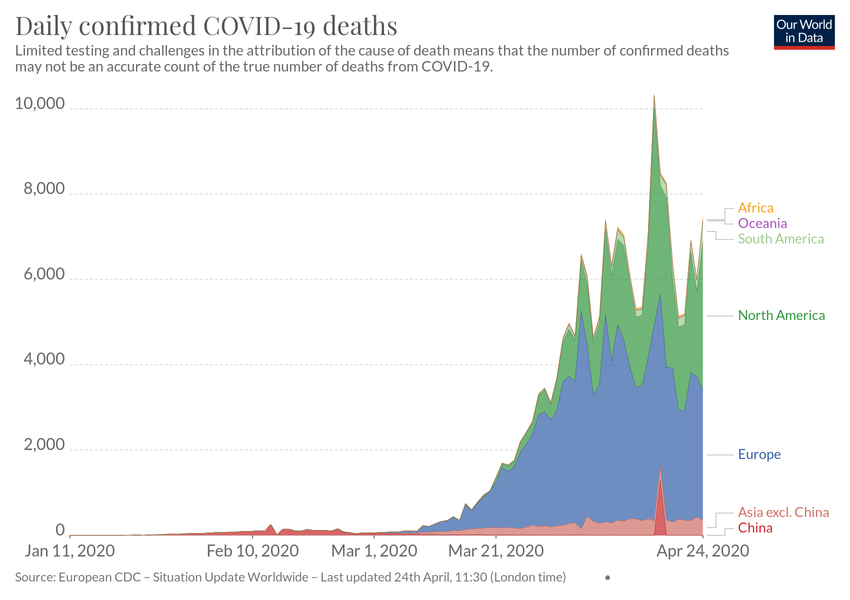 Daily confirmed COVID-19 deaths
Our World
in Data
Limited testing and challenges in the attribution of the cause of death means that the number of confirmed deaths
may not be an accurate count of the true number of deaths from COVID-19.
10,000
8,000
6,000
4,000
2,000
0
Africa
Oceania
South America
North America
Europe
Asia excl. China
China
Jan 11, 2020
Feb 10, 2020
Mar 1, 2020
Mar 21, 2020
Apr 24, 2020
Source: European CDC – Situation Update Worldwide – Last updated 24th April, 11:30 (London time) •